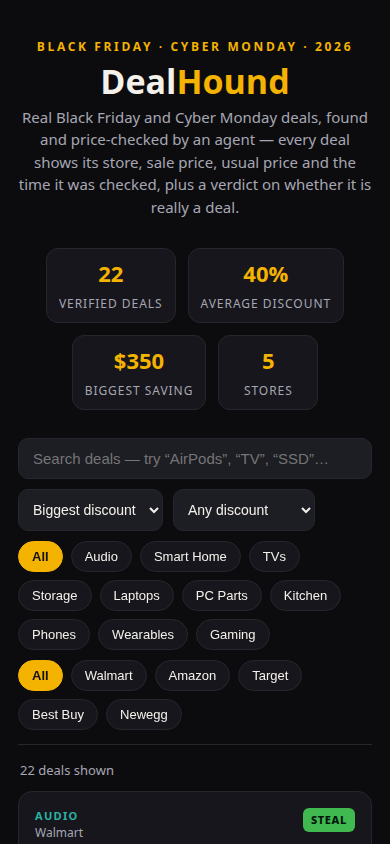 BLACK FRIDAY · CYBER MONDAY · 2026
DealHound
Real Black Friday and Cyber Monday deals, found
and price-checked by an agent — every deal
shows its store, sale price, usual price and the
time it was checked, plus a verdict on whether it is
really a deal.
22
VERIFIED DEALS
40%
AVERAGE DISCOUNT
$350
BIGGEST SAVING
5
STORES
Search deals — try “AirPods”, “TV”, “SSD”…
Biggest discount
Any discount
All Audio Smart Home TVs
Storage Laptops PC Parts Kitchen
Phones Wearables Gaming
All Walmart Amazon Target
Best Buy Newegg
22 deals shown
AUDIO
STEAL
Walmart